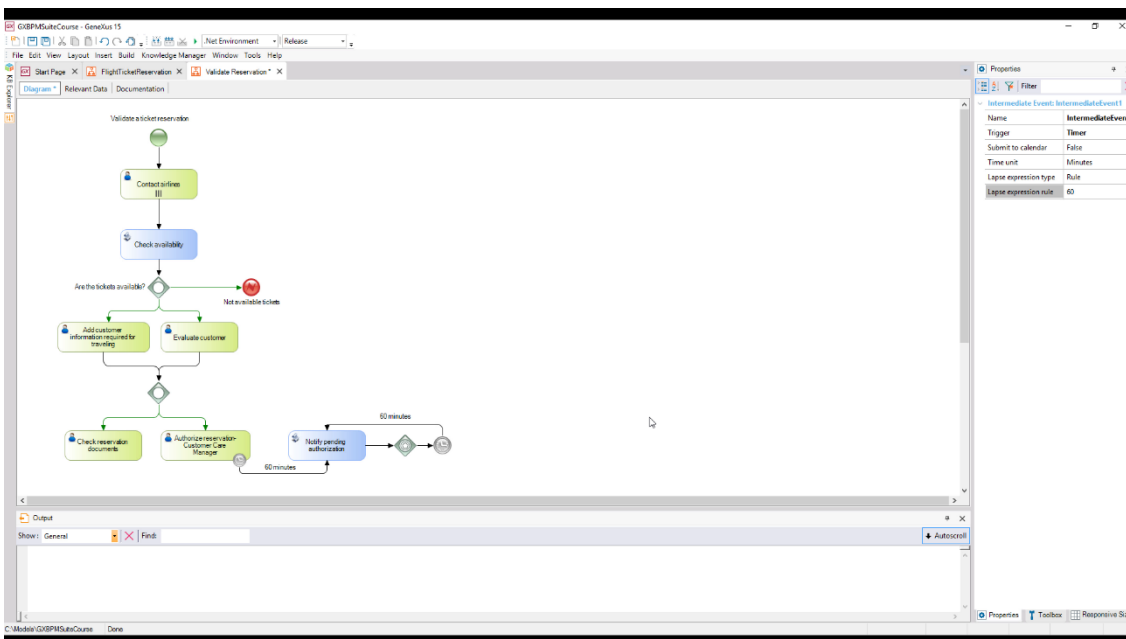 GXBPMSuiteCourse - GeneXus 15
.Net Environment Release
File Edit View Layout Insert Build Knowledge Manager Window Tools Help
KB Explorer
Start Page X FlightTicketReservation X Validate Reservation * X
Diagram * Relevant Data Documentation
Validate a ticket reservation
Contact airlines
Check availability
Are the tickets available?
Not available tickets
Add customer
information required for
traveling
Evaluate customer
Check reservation
documents
Authorize reservation-
Customer Care
Manager
60 minutes
Notify pending
authorization
60 minutes
Properties
Filter
Intermediate Event: IntermediateEvent1
Name IntermediateEven
Trigger Timer
Submit to calendar False
Time unit Minutes
Lapse expression type Rule
Lapse expression rule 60
Output
Show: General Find:
Autoscroll
Properties Toolbox Responsive Si
C:\Models\GXBPMSuiteCourse Done